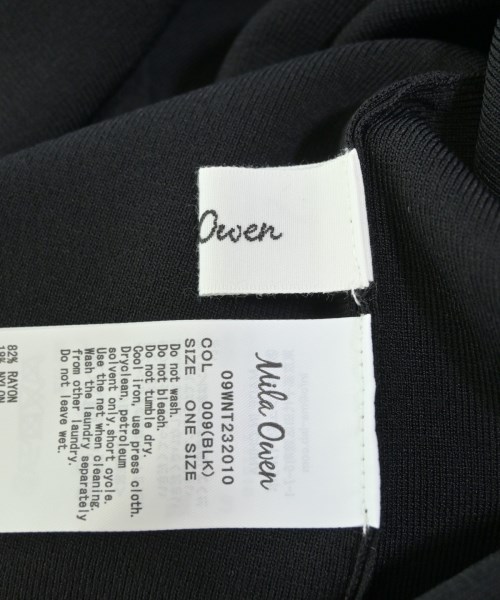 Owen
Mila Owen
09WNT232010
COL 009(BLK)
SIZE ONE SIZE
Do not wash.
Do not bleach.
Do not tumble dry.
Cool iron, use press cloth.
Dryclean, petroleum
solvent only, short cycle.
Use the net when cleaning.
Wash the laundry separately
from other laundry.
Do not leave wet.
82% RAYON
18% NYLON